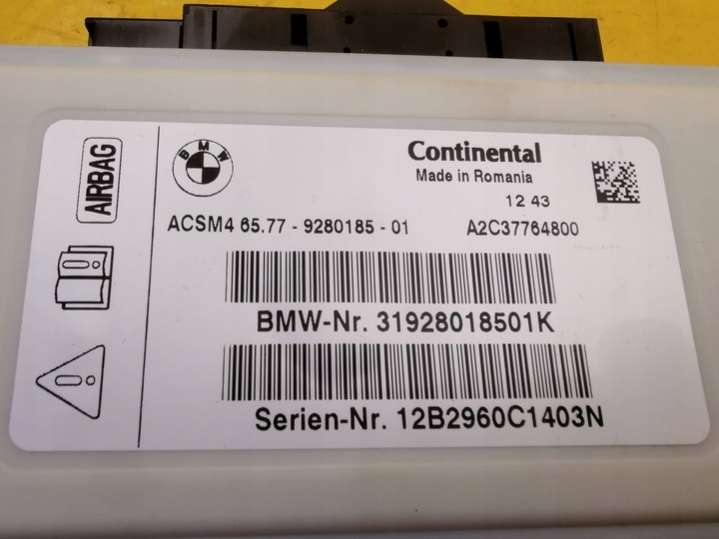 AIRBAG
BMW
Continental
Made in Romania
12 43
ACSM4 65.77 - 9280185 - 01 A2C37764800
BMW-Nr. 31928018501K
Serien-Nr. 12B2960C1403N